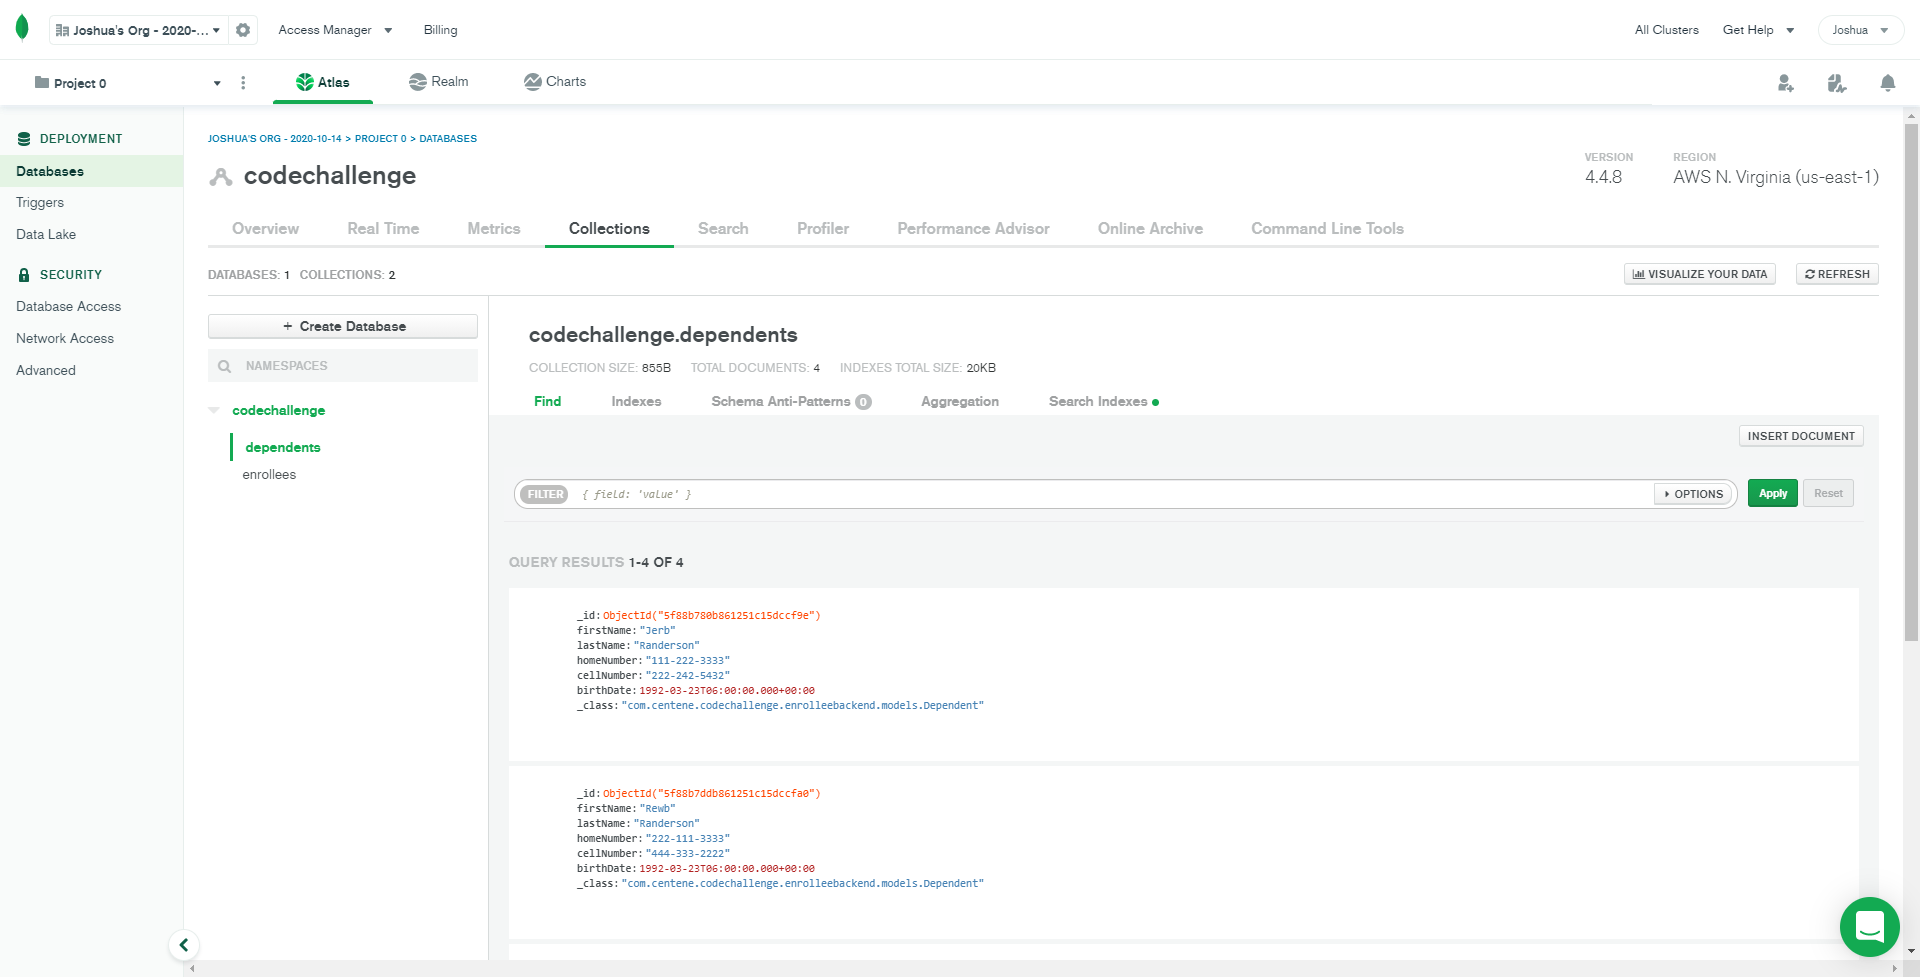 Joshua's Org - 2020-... Access Manager Billing All Clusters Get Help Joshua
Project 0 Atlas Realm Charts
DEPLOYMENT
Databases
Triggers
Data Lake
SECURITY
Database Access
Network Access
Advanced
JOSHUA'S ORG - 2020-10-14 > PROJECT 0 > DATABASES
codechallenge
VERSION REGION
4.4.8 AWS N. Virginia (us-east-1)
Overview Real Time Metrics Collections Search Profiler Performance Advisor Online Archive Command Line Tools
DATABASES: 1 COLLECTIONS: 2 VISUALIZE YOUR DATA REFRESH
+ Create Database
NAMESPACES
codechallenge
dependents
enrollees
codechallenge.dependents
COLLECTION SIZE: 855B TOTAL DOCUMENTS: 4 INDEXES TOTAL SIZE: 20KB
Find Indexes Schema Anti-Patterns 0 Aggregation Search Indexes
INSERT DOCUMENT
FILTER { field: 'value' } OPTIONS Apply Reset
QUERY RESULTS 1-4 OF 4
_id: ObjectId("5f88b780b861251c15dccf9e")
firstName: "Jerb"
lastName: "Randerson"
homeNumber: "111-222-3333"
cellNumber: "222-242-5432"
birthDate: 1992-03-23T06:00:00.000+00:00
_class: "com.centene.codechallenge.enrolleebackend.models.Dependent"
_id: ObjectId("5f88b7ddb861251c15dccfa0")
firstName: "Rewb"
lastName: "Randerson"
homeNumber: "222-111-3333"
cellNumber: "444-333-2222"
birthDate: 1992-03-23T06:00:00.000+00:00
_class: "com.centene.codechallenge.enrolleebackend.models.Dependent"